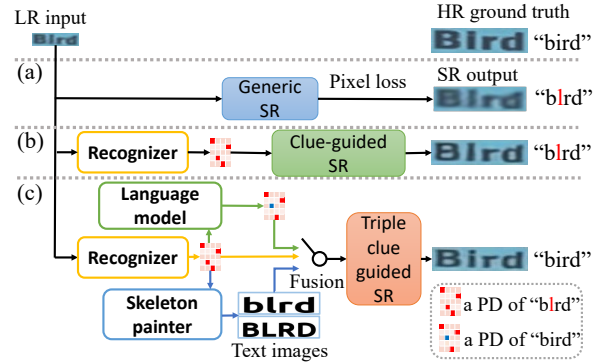 LR input
HR ground truth
Bird
Bird "bird"
(a)
Generic
SR
Pixel loss
SR output
Bird "blrd"
(b)
Recognizer
Clue-guided
SR
Bird "blrd"
(c)
Language
model
Recognizer
Fusion
Triple
clue
guided
SR
Bird "bird"
Skeleton
painter
blrd
BLRD
Text images
a PD of "blrd"
a PD of "bird"